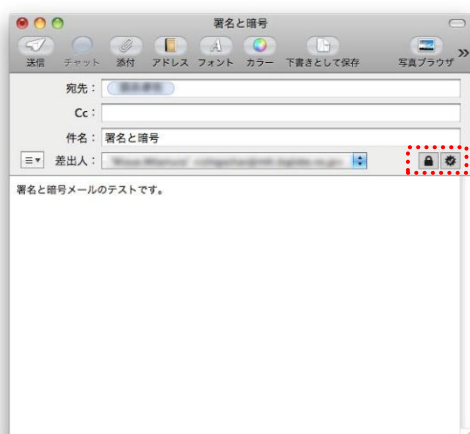 署名と暗号
送信 チャット 添付 アドレス フォント カラー 下書きとして保存 写真ブラウザ »
宛先：
Cc：
件名： 署名と暗号
差出人：
署名と暗号メールのテストです。